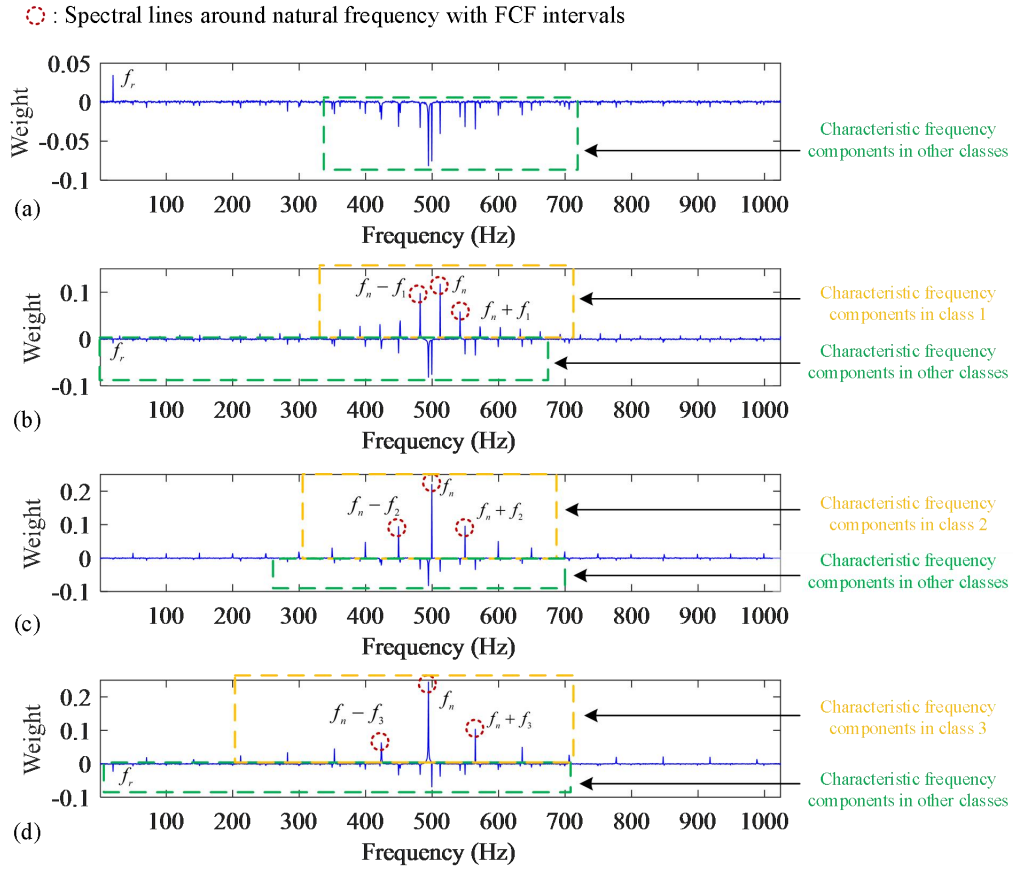 : Spectral lines around natural frequency with FCF intervals
0.05
0
-0.05
-0.1
Weight
f_r
Characteristic frequency
components in other classes
100 200 300 400 500 600 700 800 900 1000
(a)
Frequency (Hz)
0.1
0
-0.1
Weight
f_n − f_1
f_n
f_n + f_1
f_r
Characteristic frequency
components in class 1
Characteristic frequency
components in other classes
100 200 300 400 500 600 700 800 900 1000
(b)
Frequency (Hz)
0.2
0.1
0
-0.1
Weight
f_n − f_2
f_n
f_n + f_2
Characteristic frequency
components in class 2
Characteristic frequency
components in other classes
100 200 300 400 500 600 700 800 900 1000
(c)
Frequency (Hz)
0.2
0.1
0
-0.1
Weight
f_n − f_3
f_n
f_n + f_3
f_r
Characteristic frequency
components in class 3
Characteristic frequency
components in other classes
100 200 300 400 500 600 700 800 900 1000
(d)
Frequency (Hz)